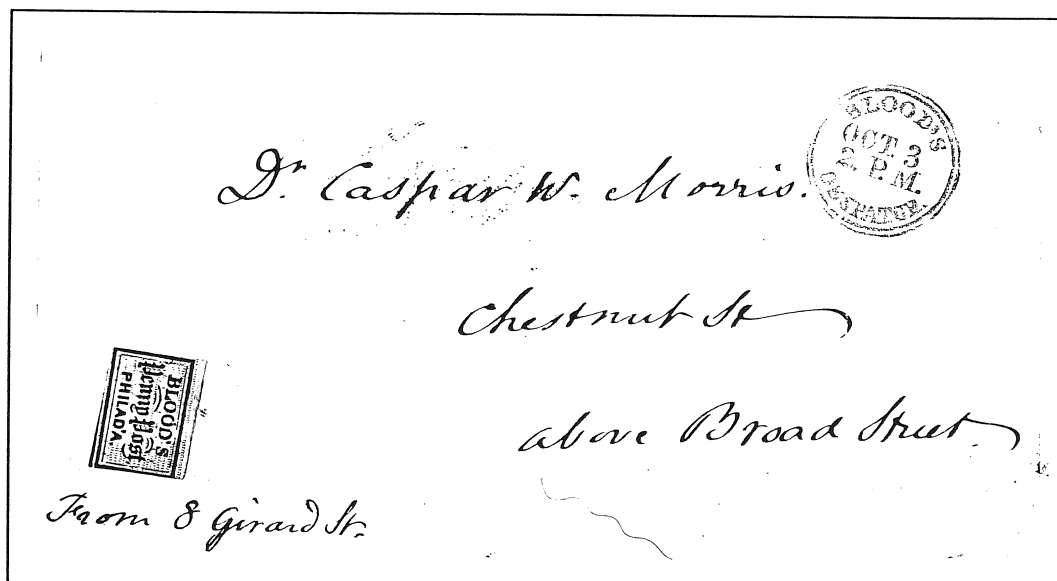 BLOOD'S
OCT. 3
2. P.M.
DESPATCH.
Dr. Caspar W. Morris.
Chestnut St
above Broad Street.
BLOOD'S
Penny Post
PHILAD'A.
From 8 Girard St.